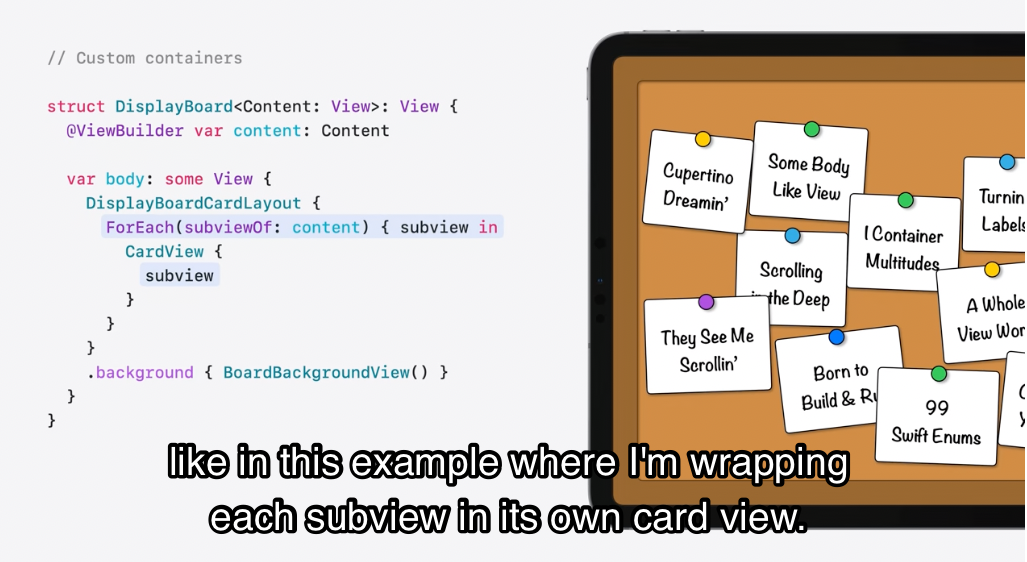 // Custom containers
struct DisplayBoard<Content: View>: View {
@ViewBuilder var content: Content
var body: some View {
DisplayBoardCardLayout {
ForEach(subviewOf: content) { subview in
CardView {
subview
}
}
}
.background { BoardBackgroundView() }
}
}
Cupertino
Dreamin'
Some Body
Like View
I Container
Multitudes
Scrolling
in the Deep
They See Me
Scrollin'
Born to
Build & Ru
99
Swift Enums
A Whole
View Wor
Turnin
Labels
like in this example where I'm wrapping
each subview in its own card view.